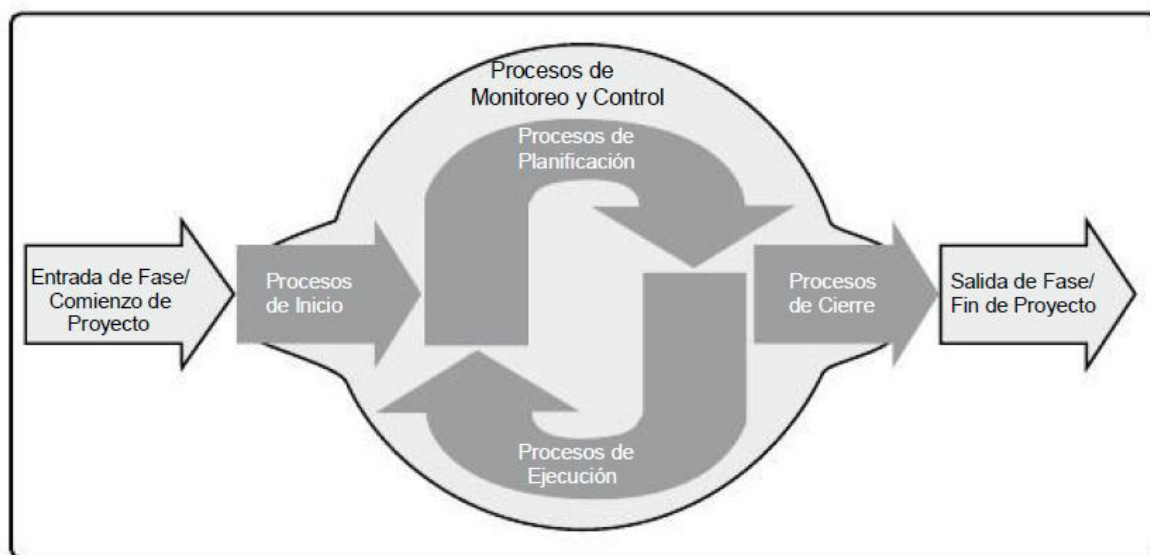 Procesos de
Monitoreo y Control
Procesos de
Planificación
Entrada de Fase/
Comienzo de
Proyecto
Procesos
de Inicio
Procesos
de Cierre
Salida de Fase/
Fin de Proyecto
Procesos de
Ejecución